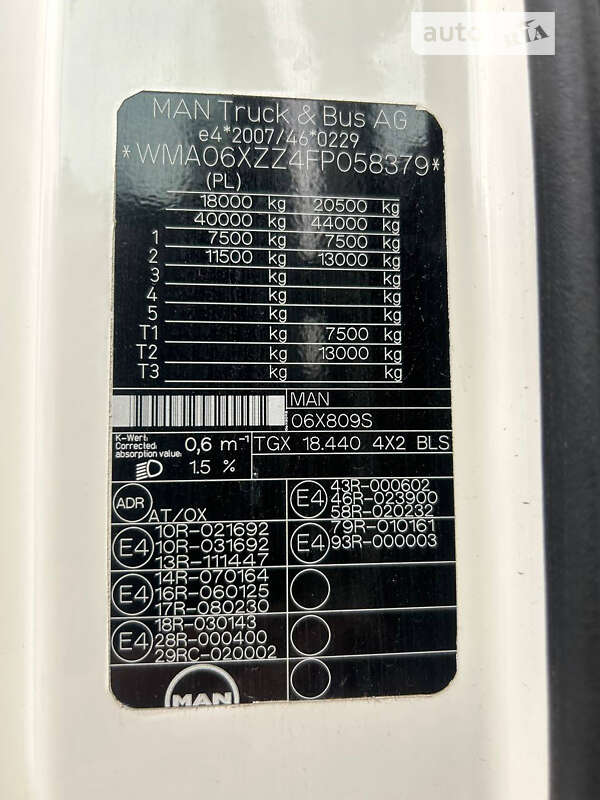 auto RIA
MAN Truck & Bus AG
e4*2007/46*0229
*WMA06XZZ4FP058379*
(PL)
18000 kg 20500 kg
40000 kg 44000 kg
1 7500 kg 7500 kg
2 11500 kg 13000 kg
3 kg kg
4 kg kg
5 kg kg
T1 kg 7500 kg
T2 kg 13000 kg
T3 kg kg
MAN
06X809S
K-Wert:
Corrected
absorption value:
0,6 m⁻¹
1.5 %
TGX 18.440 4X2 BLS
ADR
AT/OX
E4
10R-021692
10R-031692
13R-111447
E4
14R-070164
16R-060125
17R-080230
E4
18R-030143
28R-000400
29RC-020002
E4
43R-000602
46R-023900
58R-020232
E4
79R-010161
93R-000003
MAN